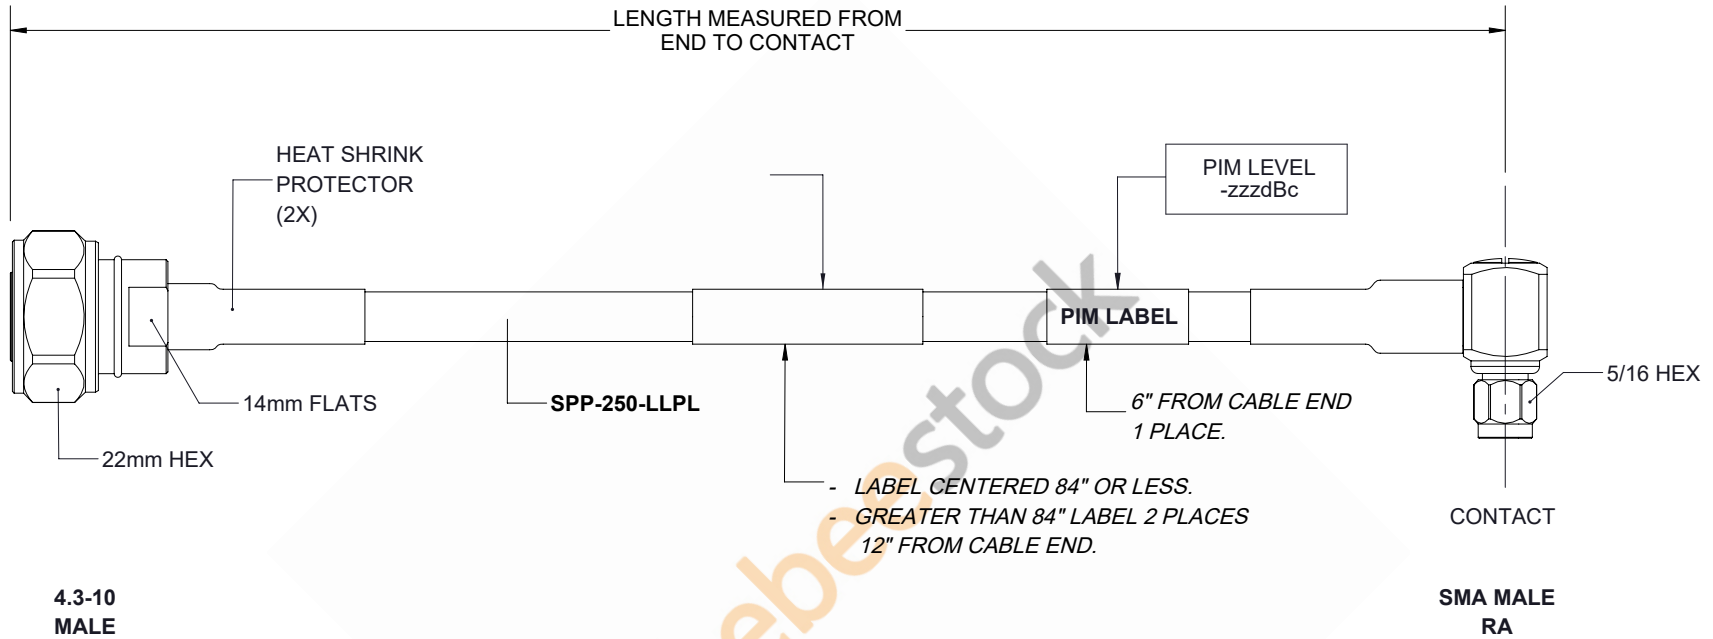 LENGTH MEASURED FROM
END TO CONTACT
HEAT SHRINK
PROTECTOR
(2X)
PIM LEVEL
-zzzdBc
PIM LABEL
5/16 HEX
14mm FLATS
SPP-250-LLPL
6" FROM CABLE END
1 PLACE.
22mm HEX
- LABEL CENTERED 84" OR LESS.
- GREATER THAN 84" LABEL 2 PLACES
12" FROM CABLE END.
CONTACT
4.3-10
MALE
SMA MALE
RA
ebeestock